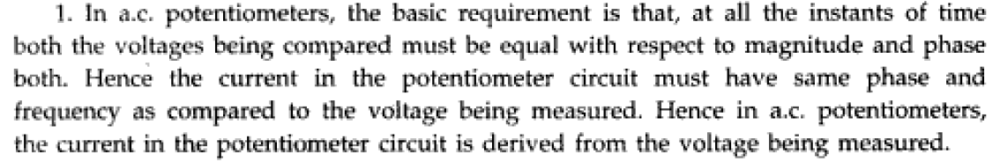 1. In a.c. potentiometers, the basic requirement is that, at all the instants of time
both the voltages being compared must be equal with respect to magnitude and phase
both. Hence the current in the potentiometer circuit must have same phase and
frequency as compared to the voltage being measured. Hence in a.c. potentiometers,
the current in the potentiometer circuit is derived from the voltage being measured.